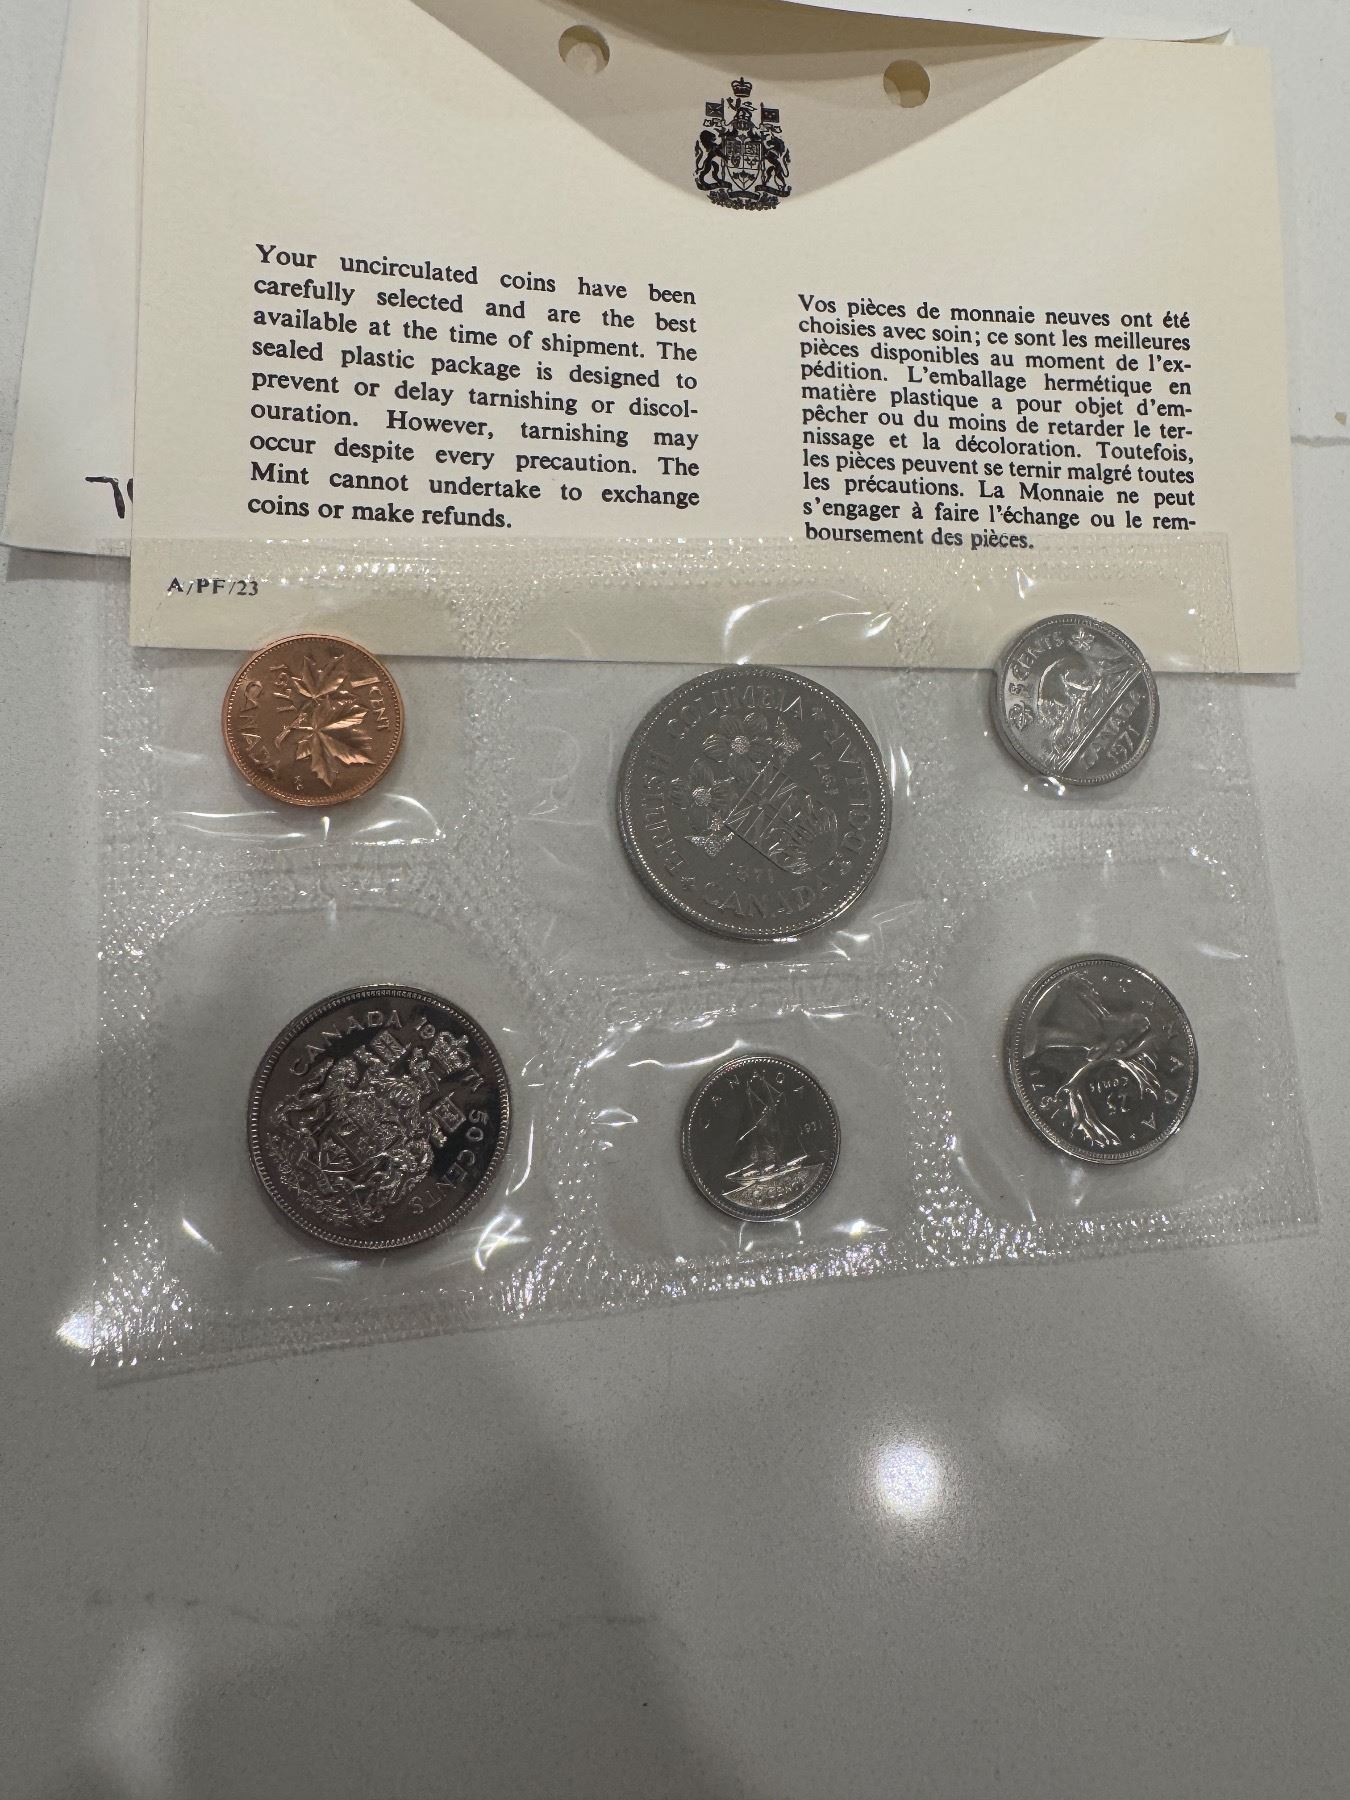 Your uncirculated coins have been
carefully selected and are the best
available at the time of shipment. The
sealed plastic package is designed to
prevent or delay tarnishing or discol-
ouration. However, tarnishing may
occur despite every precaution. The
Mint cannot undertake to exchange
coins or make refunds.
Vos pièces de monnaie neuves ont été
choisies avec soin; ce sont les meilleures
pièces disponibles au moment de l'ex-
pédition. L'emballage hermétique en
matière plastique a pour objet d'em-
pêcher ou du moins de retarder le ter-
nissage et la décoloration. Toutefois,
les pièces peuvent se ternir malgré toutes
les précautions. La Monnaie ne peut
s'engager à faire l'échange ou le rem-
boursement des pièces.
A/PF/23
1 CENT
1971
CANADA
BRITISH COLUMBIA
1871 1971
CANADA DOLLAR
5 CENTS
CANADA
1971
CANADA 1971
50 CENTS
CANADA
1971
10 CENTS
CANADA
25
cents
1971